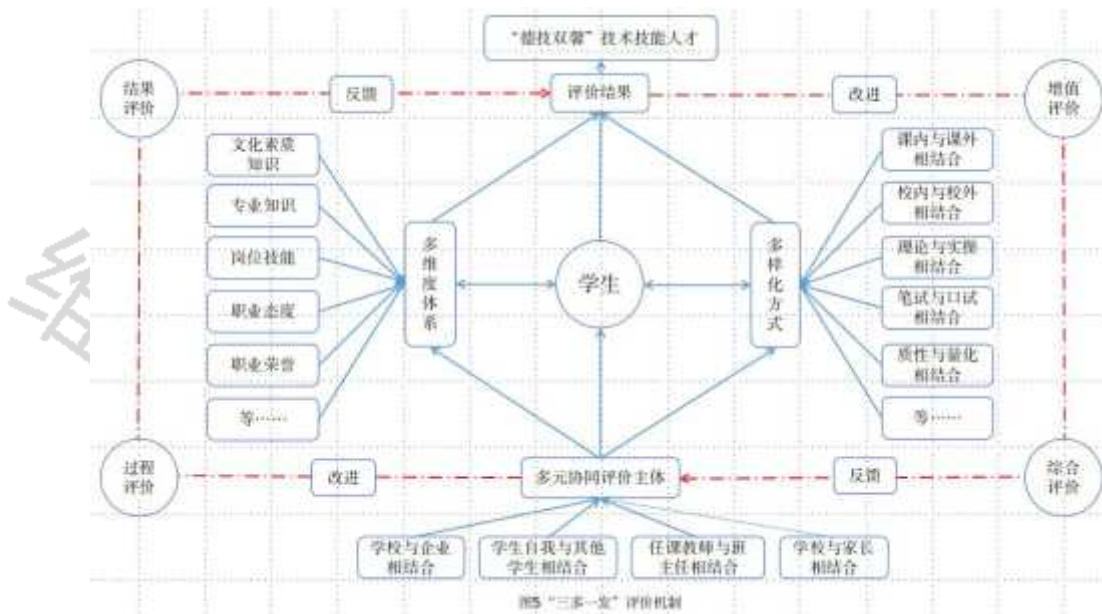 “德技双馨”技术技能人才
结果
评价
反馈
评价结果
改进
增值
评价
文化素质
知识
专业知识
岗位技能
职业态度
职业荣誉
等……
多维度体系
学生
多样化方式
课内与课外
相结合
校内与校外
相结合
理论与实操
相结合
笔试与口试
相结合
质性与量化
相结合
等……
过程
评价
改进
多元协同评价主体
反馈
综合
评价
学校与企业
相结合
学生自我与其他
学生相结合
任课教师与班
主任相结合
学校与家长
相结合
图5 “三多一发”评价机制